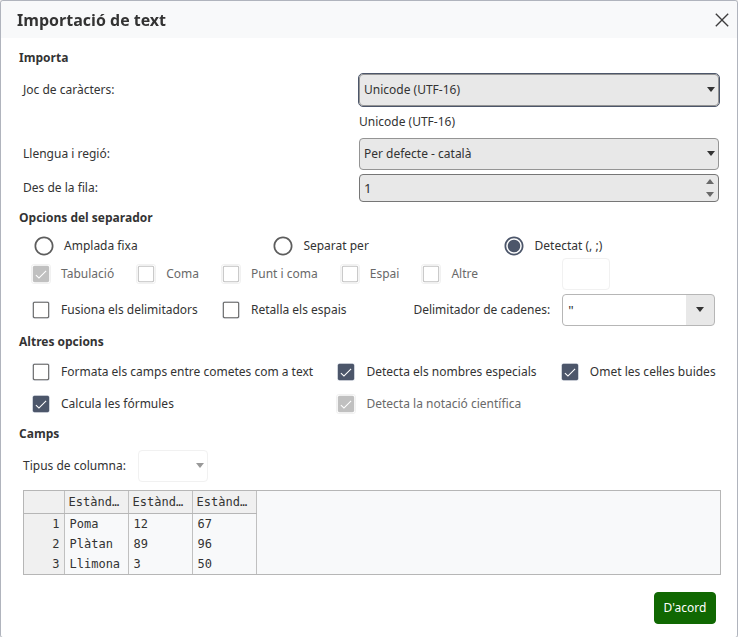 Importació de text
Importa
Joc de caràcters: Unicode (UTF-16)
Unicode (UTF-16)
Llengua i regió: Per defecte - català
Des de la fila: 1
Opcions del separador
Amplada fixa Separat per Detectat (, ;)
Tabulació Coma Punt i coma Espai Altre
Fusiona els delimitadors Retalla els espais Delimitador de cadenes: "
Altres opcions
Formata els camps entre cometes com a text Detecta els nombres especials Omet les cel·les buides
Calcula les fórmules Detecta la notació científica
Camps
Tipus de columna:
Estànd… Estànd… Estànd…
1 Poma 12 67
2 Plàtan 89 96
3 Llimona 3 50
D'acord